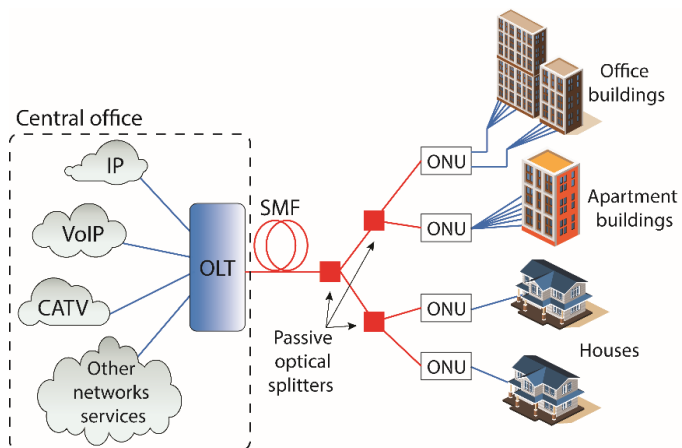 Central office
IP
VoIP
CATV
Other
networks
services
OLT
SMF
Passive
optical
splitters
ONU
ONU
ONU
ONU
Office
buildings
Apartment
buildings
Houses